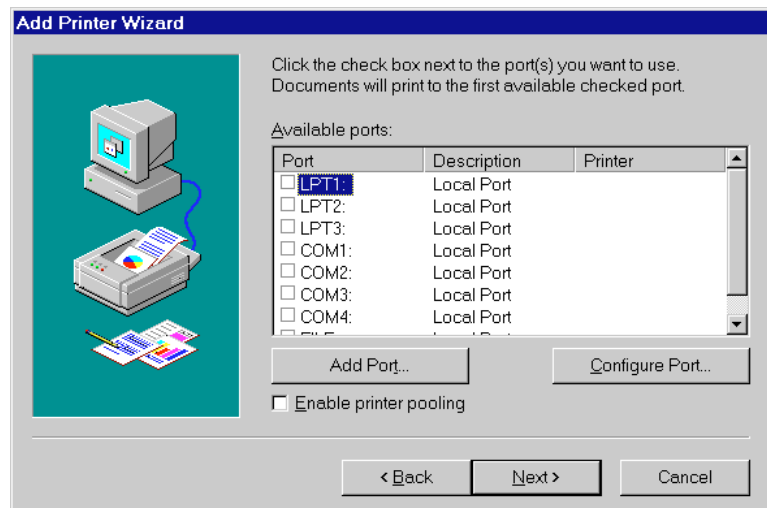 Add Printer Wizard
Click the check box next to the port(s) you want to use.
Documents will print to the first available checked port.
Available ports:
Port Description Printer
LPT1: Local Port
LPT2: Local Port
LPT3: Local Port
COM1: Local Port
COM2: Local Port
COM3: Local Port
COM4: Local Port
Add Port... Configure Port...
Enable printer pooling
< Back Next > Cancel